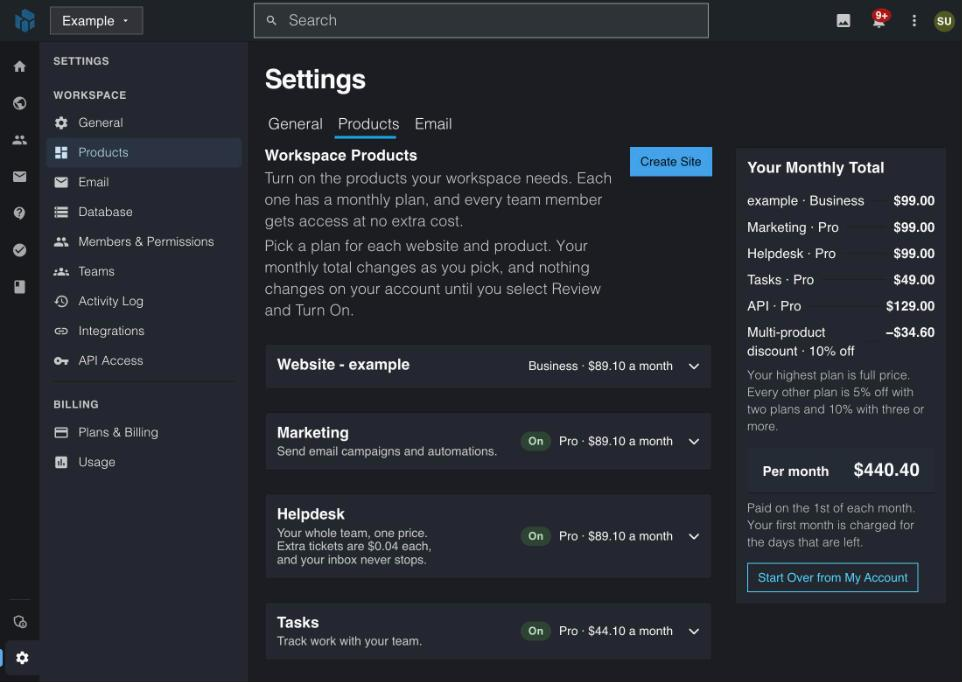 Example
Search
9+
SU
SETTINGS
WORKSPACE
General
Products
Email
Database
Members & Permissions
Teams
Activity Log
Integrations
API Access
BILLING
Plans & Billing
Usage
Settings
General Products Email
Workspace Products
Turn on the products your workspace needs. Each
one has a monthly plan, and every team member
gets access at no extra cost.
Pick a plan for each website and product. Your
monthly total changes as you pick, and nothing
changes on your account until you select Review
and Turn On.
Create Site
Website - example
Business · $89.10 a month
Marketing
Send email campaigns and automations.
On Pro · $89.10 a month
Helpdesk
Your whole team, one price.
Extra tickets are $0.04 each,
and your inbox never stops.
On Pro · $89.10 a month
Tasks
Track work with your team.
On Pro · $44.10 a month
Your Monthly Total
example · Business $99.00
Marketing · Pro $99.00
Helpdesk · Pro $99.00
Tasks · Pro $49.00
API · Pro $129.00
Multi-product –$34.60
discount · 10% off
Your highest plan is full price.
Every other plan is 5% off with
two plans and 10% with three or
more.
Per month $440.40
Paid on the 1st of each month.
Your first month is charged for
the days that are left.
Start Over from My Account